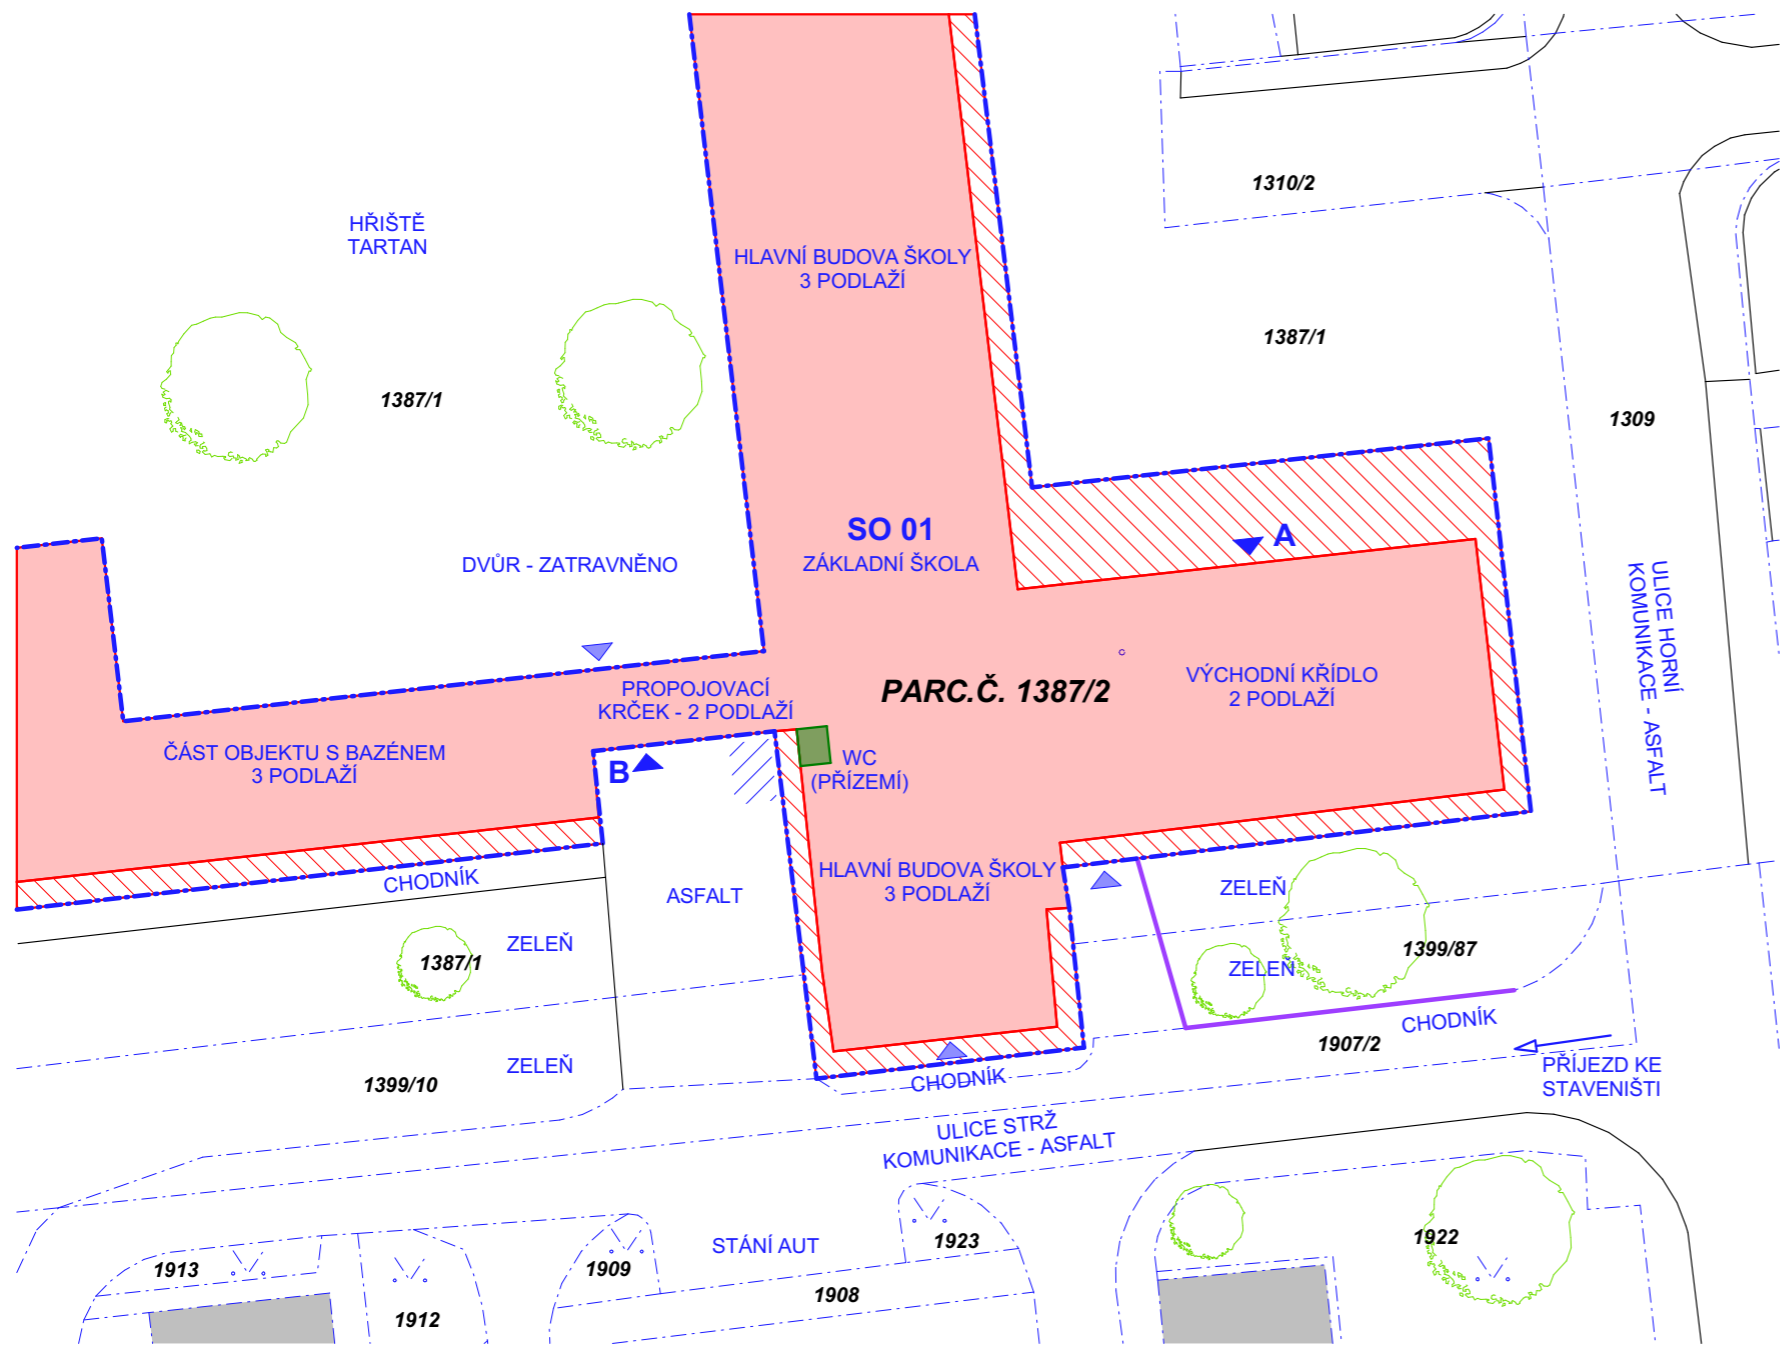 1310/2
HŘIŠTĚ
TARTAN
HLAVNÍ BUDOVA ŠKOLY
3 PODLAŽÍ
1387/1
1387/1
1309
SO 01
ZÁKLADNÍ ŠKOLA
A
DVŮR - ZATRAVNĚNO
ULICE HORNÍ
KOMUNIKACE - ASFALT
PROPOJOVACÍ
KRČEK - 2 PODLAŽÍ
PARC.Č. 1387/2
VÝCHODNÍ KŘÍDLO
2 PODLAŽÍ
ČÁST OBJEKTU S BAZÉNEM
3 PODLAŽÍ
B
WC
(PŘÍZEMÍ)
CHODNÍK
ASFALT
HLAVNÍ BUDOVA ŠKOLY
3 PODLAŽÍ
ZELEŇ
ZELEŇ
1387/1
1399/87
ZELEŇ
CHODNÍK
1907/2
ZELEŇ
1399/10
CHODNÍK
PŘÍJEZD KE
STAVENIŠTI
ULICE STRŽ
KOMUNIKACE - ASFALT
STÁNÍ AUT
1923
1922
1913
1909
1908
1912